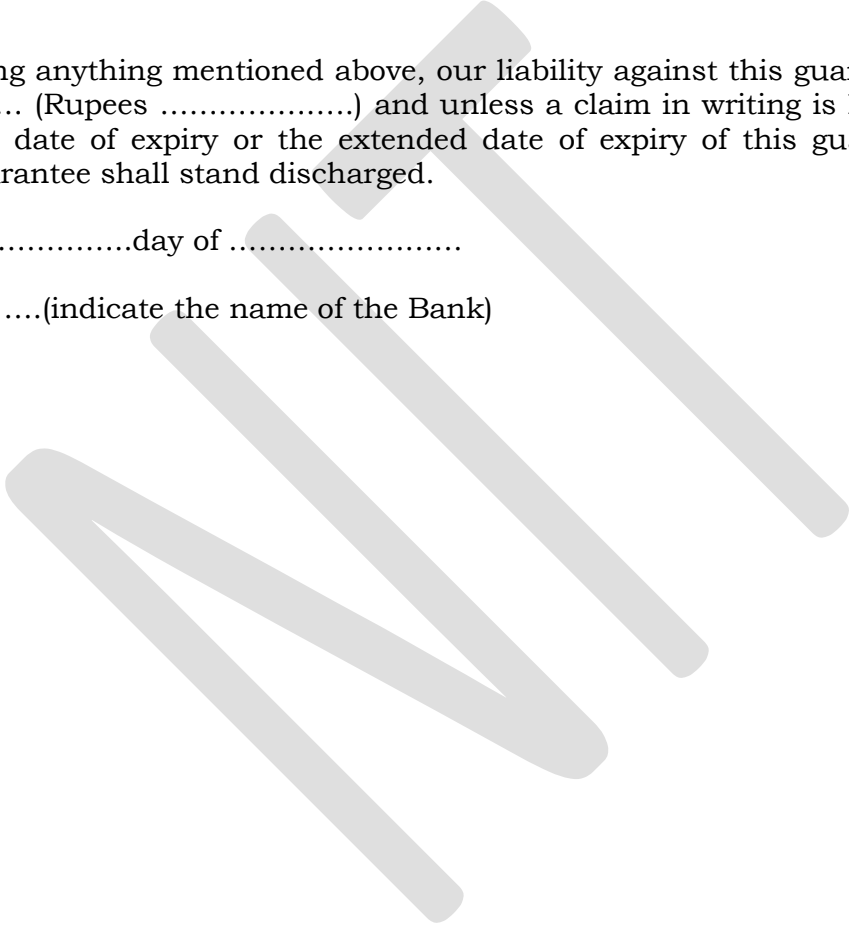 ng anything mentioned above, our liability against this guar
… (Rupees ………………..) and unless a claim in writing is
date of expiry or the extended date of expiry of this gua
rantee shall stand discharged.
……………day of ……………………
….(indicate the name of the Bank)
NIT